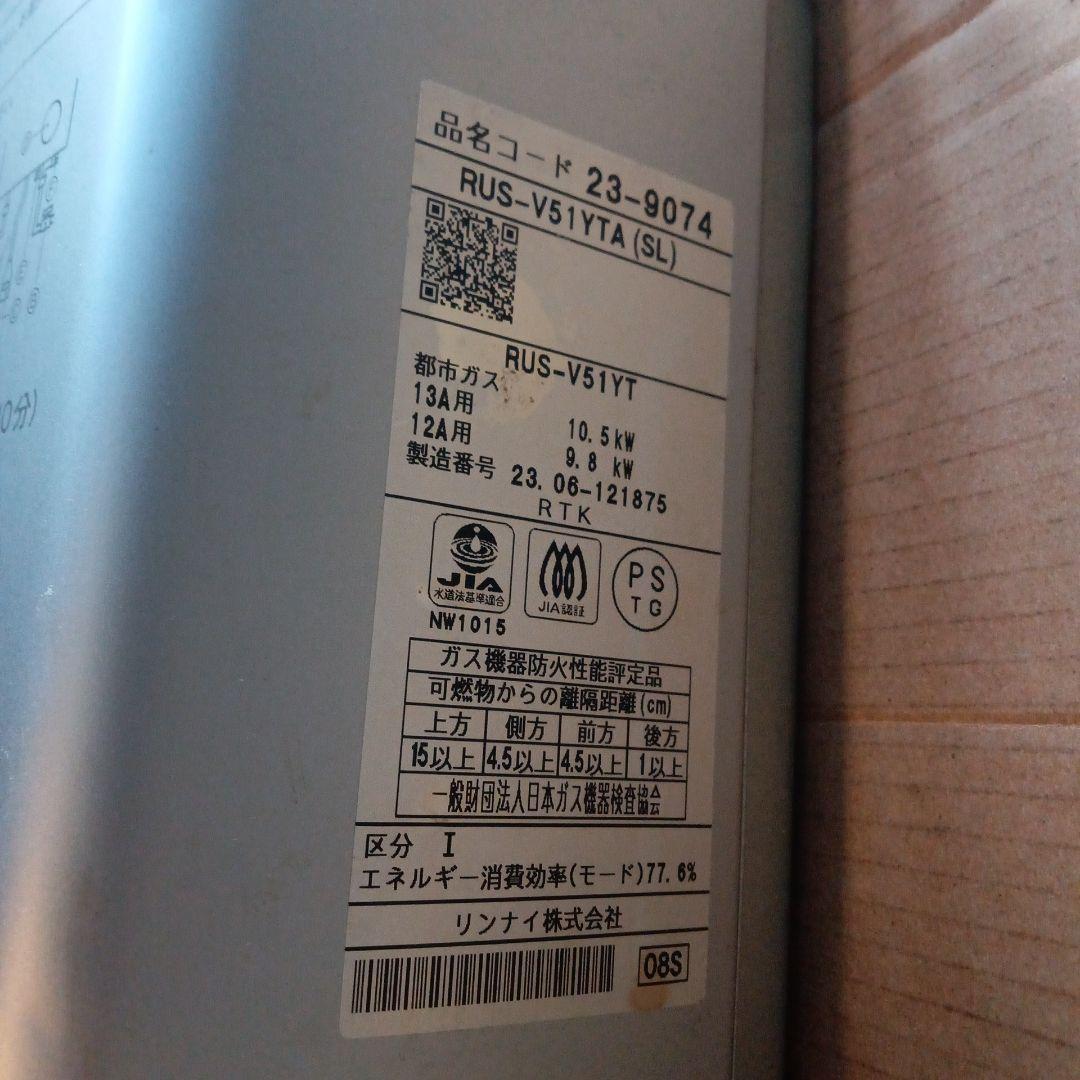 品名コード 23-9074
RUS-V51YTA(SL)
RUS-V51YT
都市ガス
13A用 10.5kW
12A用 9.8 kW
製造番号 23.06-121875
RTK
JIA
水道法基準適合
JIA認証
PS
TG
NW1015
ガス機器防火性能評定品
可燃物からの離隔距離(cm)
上方 側方 前方 後方
15以上 4.5以上 4.5以上 1以上
一般財団法人日本ガス機器検査協会
区分 I
エネルギー消費効率(モード)77.6%
リンナイ株式会社
08S
0分)